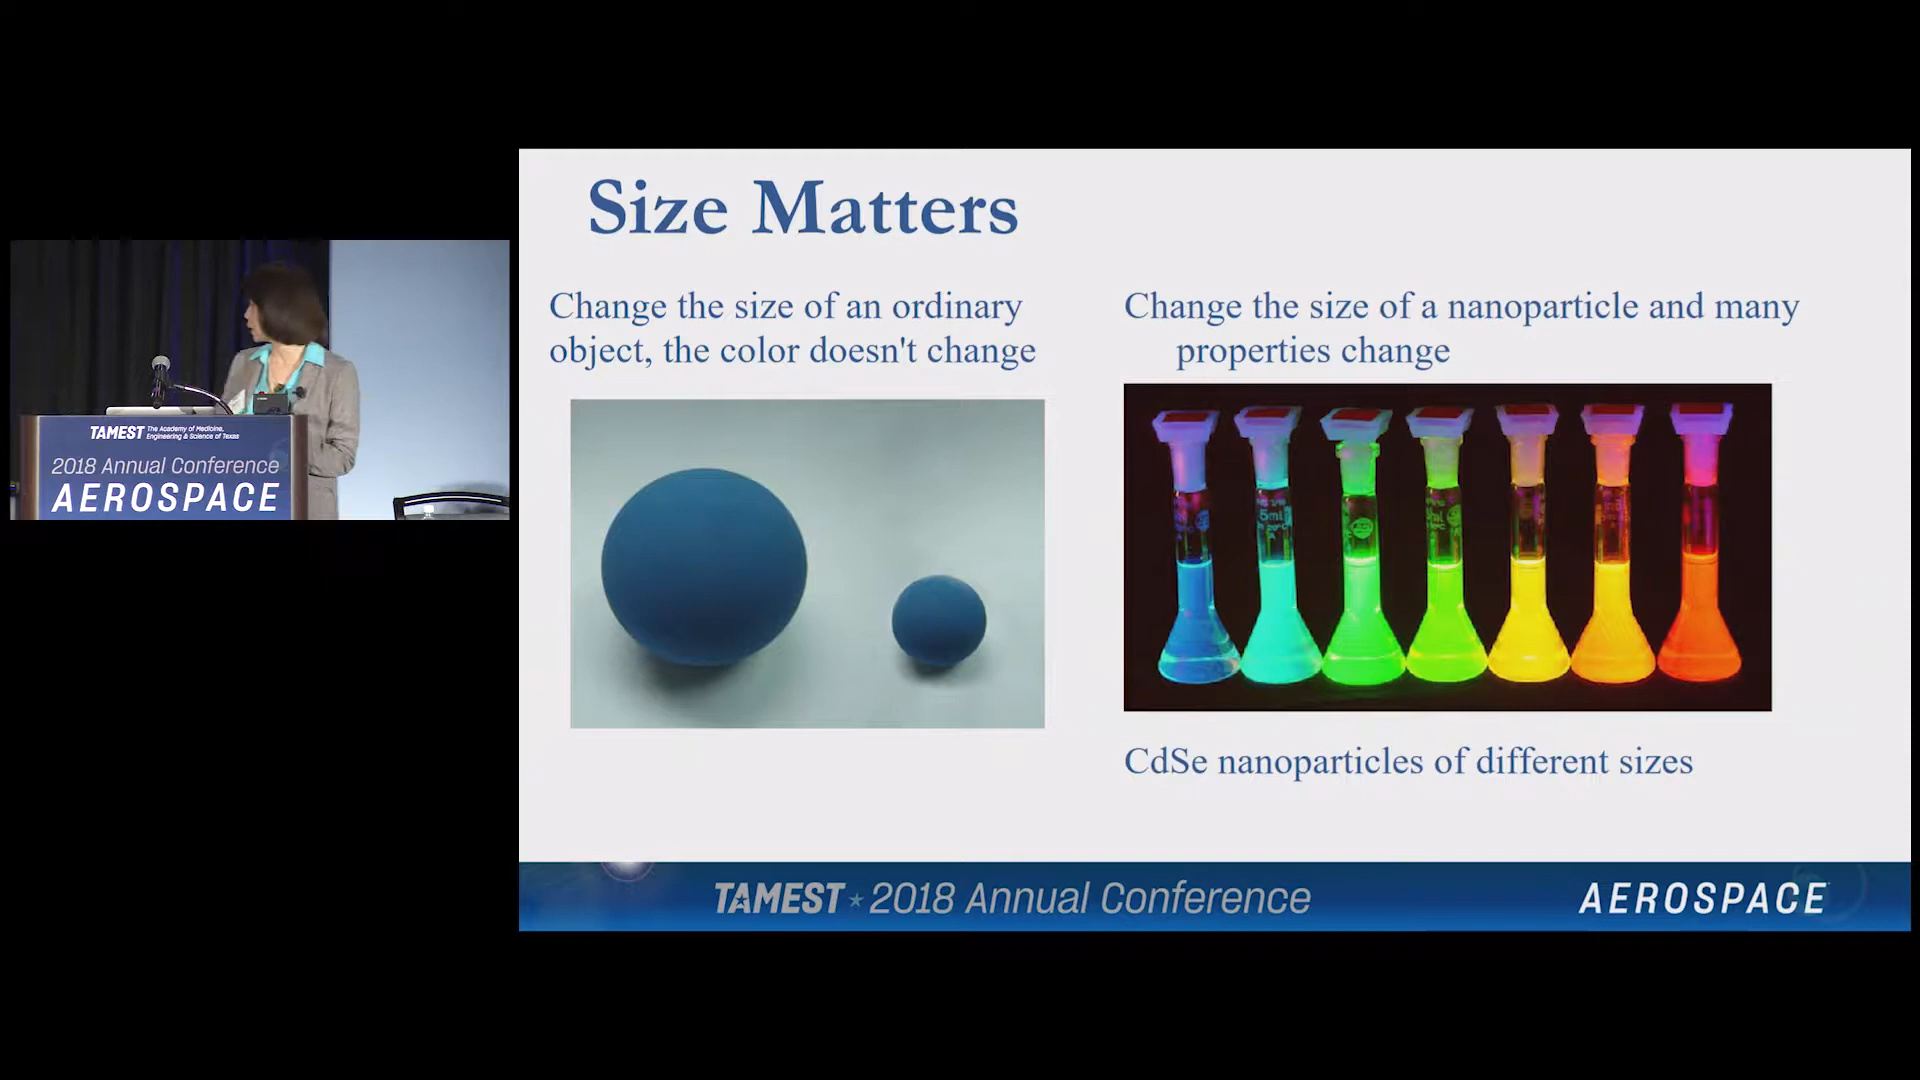 TAMEST The Academy of Medicine,
Engineering & Science of Texas
2018 Annual Conference
AEROSPACE
Size Matters
Change the size of an ordinary
object, the color doesn't change
Change the size of a nanoparticle and many
properties change
5ml
CdSe nanoparticles of different sizes
TAMEST ★ 2018 Annual Conference
AEROSPACE